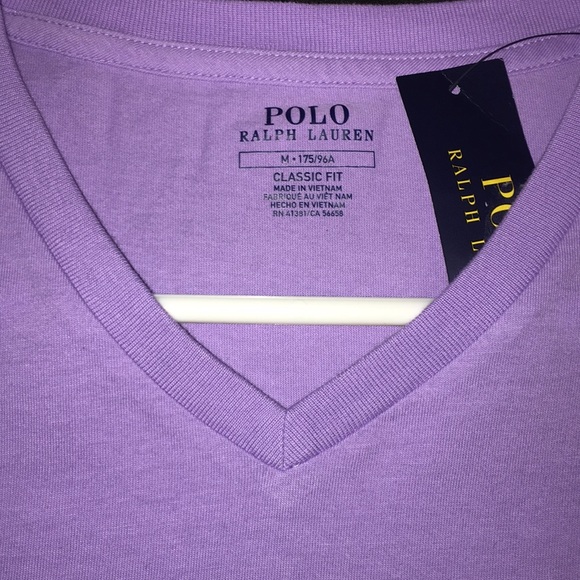 POLO
RALPH LAUREN
M • 175/96A
CLASSIC FIT
MADE IN VIETNAM
FABRIQUÉ AU VIÊT NAM
HECHO EN VIETNAM
RN 41381/CA 56658
PO
RALPH L